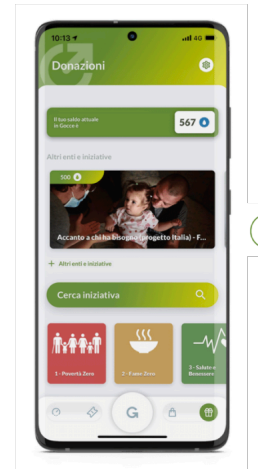 10:13
4G
Donazioni
Il tuo saldo attuale
in Gocce è
567
Altri enti e iniziative
500
Accanto a chi ha bisogno (progetto Italia) - F...
+ Altri enti e iniziative
Cerca iniziativa
1 - Povertà Zero
2 - Fame Zero
3 - Salute e
Benessere
G